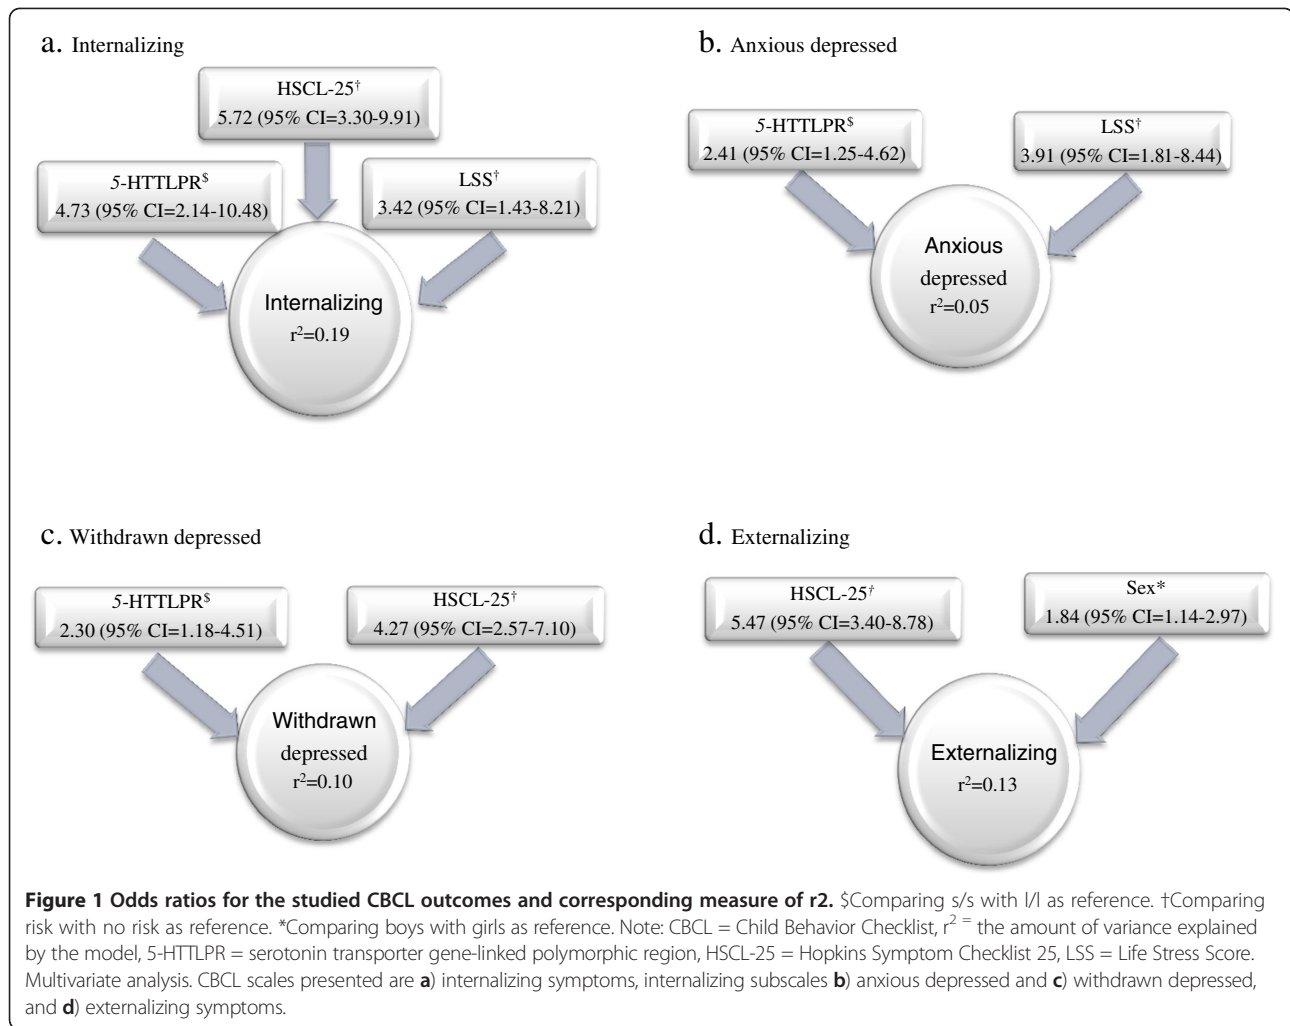 a. Internalizing
HSCL-25†
5.72 (95% CI=3.30-9.91)
5-HTTLPR$
4.73 (95% CI=2.14-10.48)
LSS†
3.42 (95% CI=1.43-8.21)
Internalizing
r²=0.19
b. Anxious depressed
5-HTTLPR$
2.41 (95% CI=1.25-4.62)
LSS†
3.91 (95% CI=1.81-8.44)
Anxious
depressed
r²=0.05
c. Withdrawn depressed
5-HTTLPR$
2.30 (95% CI=1.18-4.51)
HSCL-25†
4.27 (95% CI=2.57-7.10)
Withdrawn
depressed
r²=0.10
d. Externalizing
HSCL-25†
5.47 (95% CI=3.40-8.78)
Sex*
1.84 (95% CI=1.14-2.97)
Externalizing
r²=0.13
Figure 1 Odds ratios for the studied CBCL outcomes and corresponding measure of r2. $Comparing s/s with l/l as reference. †Comparing
risk with no risk as reference. *Comparing boys with girls as reference. Note: CBCL = Child Behavior Checklist, r² ⁼ the amount of variance explained
by the model, 5-HTTLPR = serotonin transporter gene-linked polymorphic region, HSCL-25 = Hopkins Symptom Checklist 25, LSS = Life Stress Score.
Multivariate analysis. CBCL scales presented are a) internalizing symptoms, internalizing subscales b) anxious depressed and c) withdrawn depressed,
and d) externalizing symptoms.